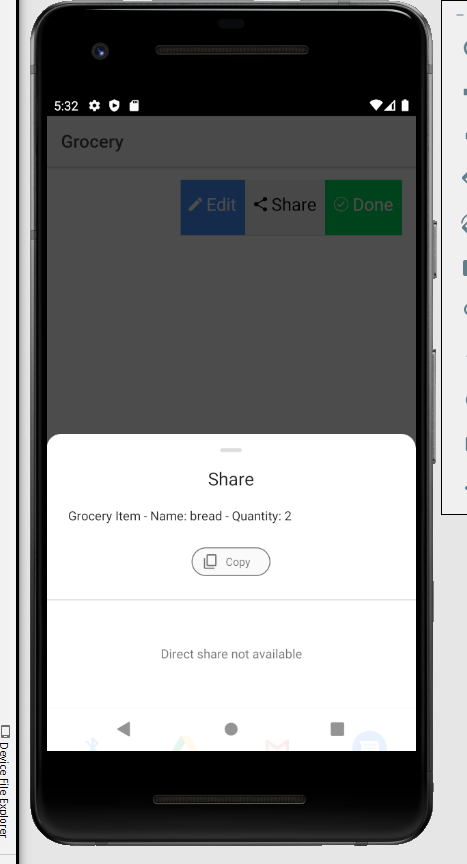 5:32
Grocery
Edit Share Done
Share
Grocery Item - Name: bread - Quantity: 2
Copy
Direct share not available
Device File Explorer